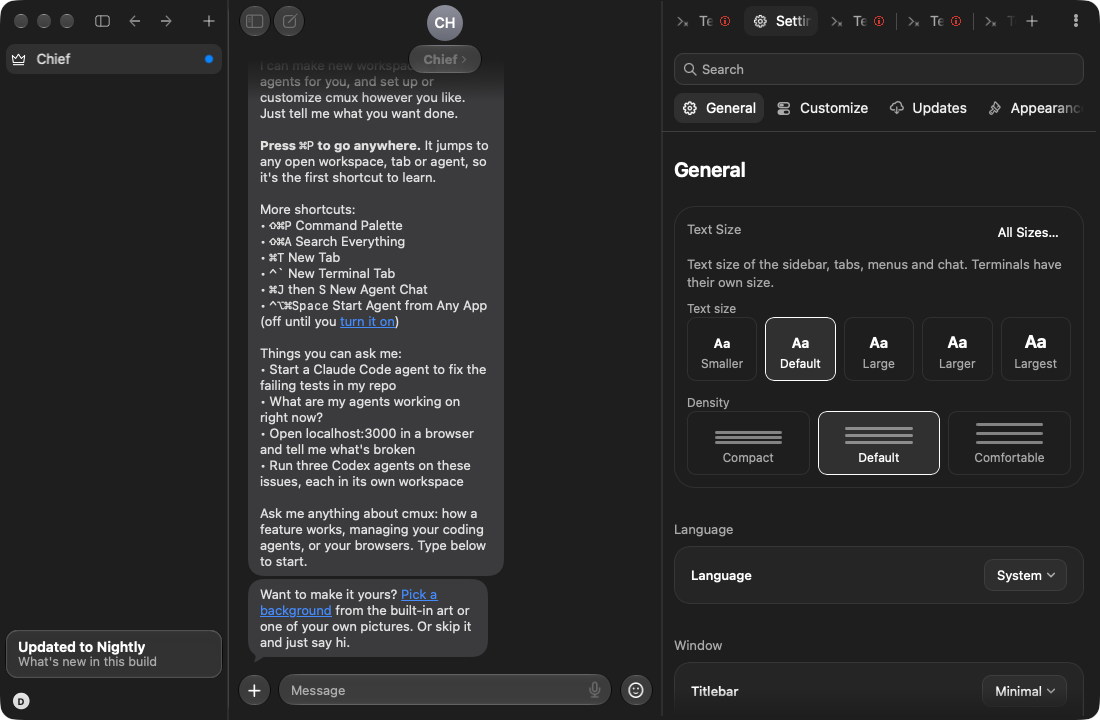 Chief
Updated to Nightly
What's new in this build
D
CH
Chief ›
I can make new workspac
agents for you, and set up or
customize cmux however you like.
Just tell me what you want done.
Press ⌘P to go anywhere. It jumps to
any open workspace, tab or agent, so
it's the first shortcut to learn.
More shortcuts:
• ⇧⌘P Command Palette
• ⇧⌘A Search Everything
• ⌘T New Tab
• ^` New Terminal Tab
• ⌘J then S New Agent Chat
• ^⌥⌘Space Start Agent from Any App
(off until you turn it on)
Things you can ask me:
• Start a Claude Code agent to fix the
failing tests in my repo
• What are my agents working on
right now?
• Open localhost:3000 in a browser
and tell me what's broken
• Run three Codex agents on these
issues, each in its own workspace
Ask me anything about cmux: how a
feature works, managing your coding
agents, or your browsers. Type below
to start.
Want to make it yours? Pick a
background from the built-in art or
one of your own pictures. Or skip it
and just say hi.
Message
Te Settin Te Te T
Search
General Customize Updates Appearanc
General
Text Size
All Sizes...
Text size of the sidebar, tabs, menus and chat. Terminals have
their own size.
Text size
Aa Aa Aa Aa Aa
Smaller Default Large Larger Largest
Density
Compact Default Comfortable
Language
Language System
Window
Titlebar Minimal